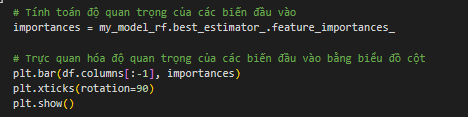 # Tính toán độ quan trọng của các biến đầu vào
importances = my_model_rf.best_estimator_.feature_importances_
# Trực quan hóa độ quan trọng của các biến đầu vào bằng biểu đồ cột
plt.bar(df.columns[:-1], importances)
plt.xticks(rotation=90)
plt.show()